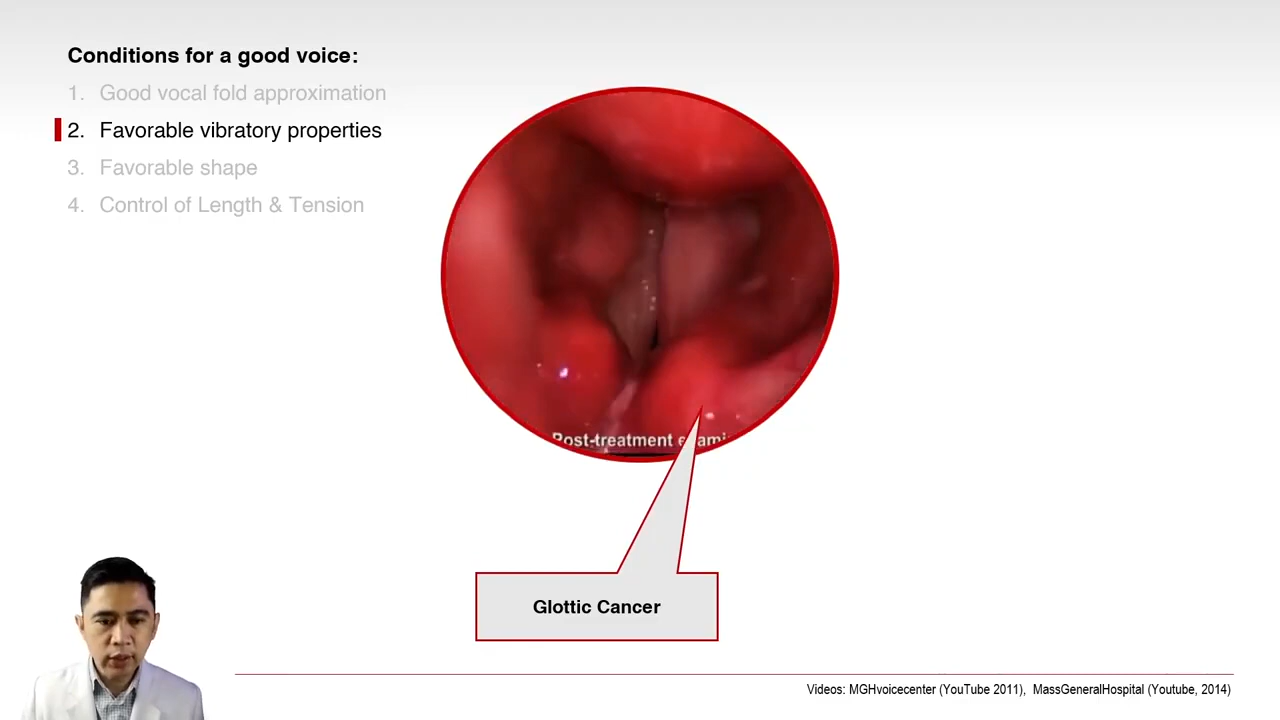 Conditions for a good voice:
1. Good vocal fold approximation
2. Favorable vibratory properties
3. Favorable shape
4. Control of Length & Tension
Post-treatment exami
Glottic Cancer
Videos: MGHvoicecenter (YouTube 2011), MassGeneralHospital (Youtube, 2014)